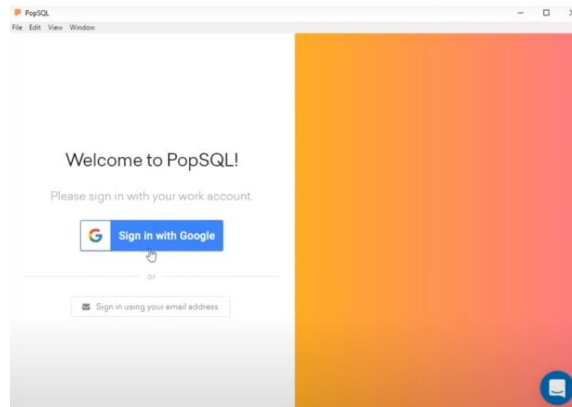 PopSQL
File Edit View Window
Welcome to PopSQL!
Please sign in with your work account.
Sign in with Google
or
Sign in using your email address